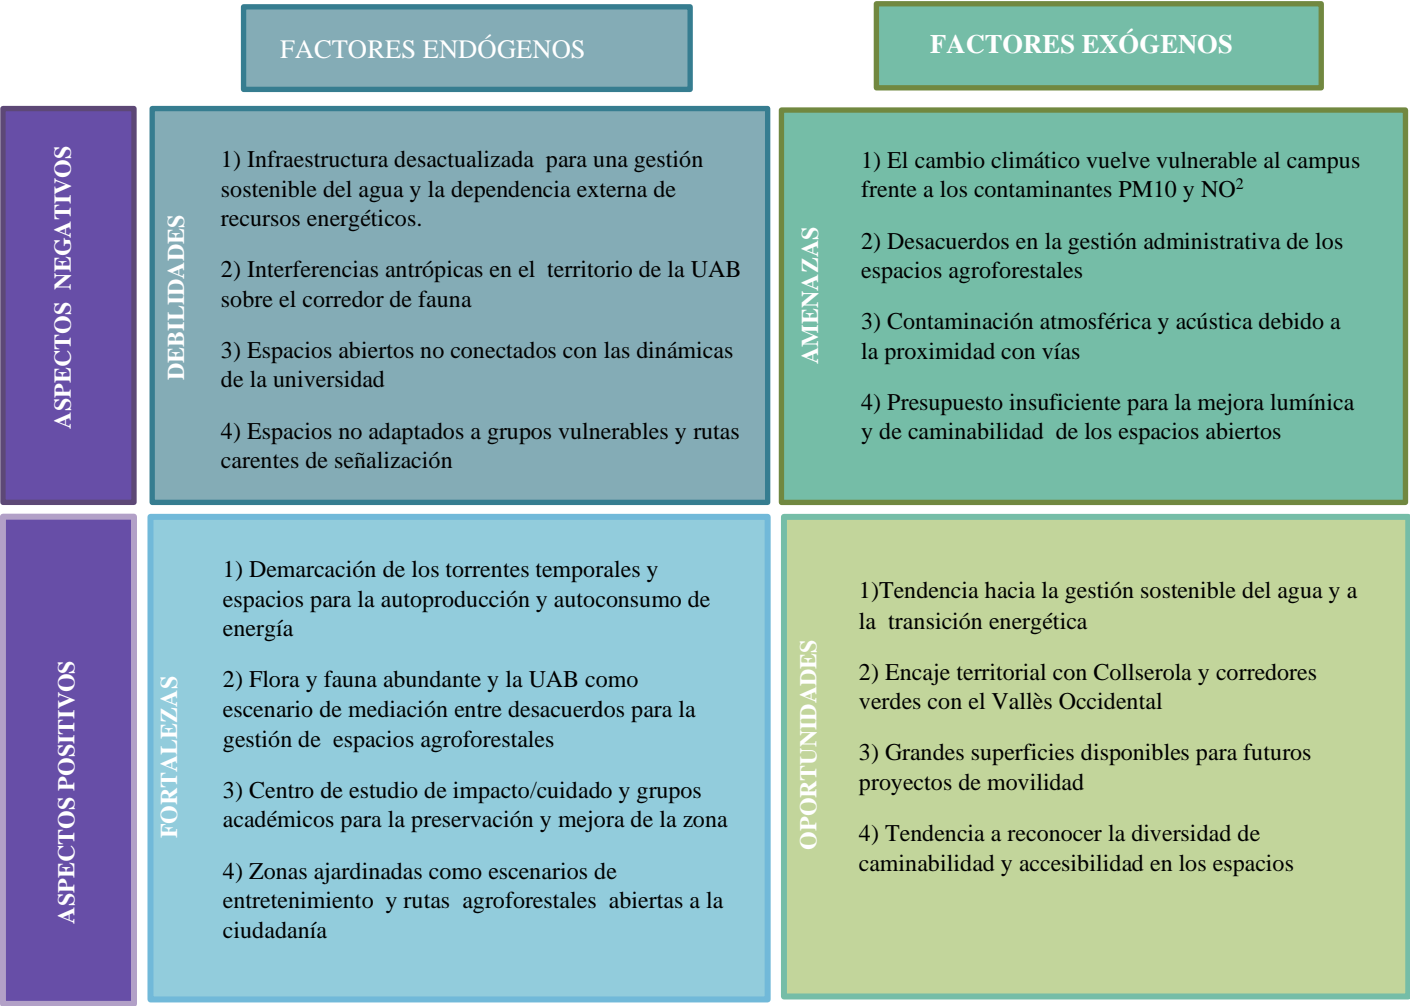 FACTORES ENDÓGENOS
FACTORES EXÓGENOS
ASPECTOS NEGATIVOS
DEBILIDADES
1) Infraestructura desactualizada para una gestión
sostenible del agua y la dependencia externa de
recursos energéticos.
2) Interferencias antrópicas en el territorio de la UAB
sobre el corredor de fauna
3) Espacios abiertos no conectados con las dinámicas
de la universidad
4) Espacios no adaptados a grupos vulnerables y rutas
carentes de señalización
AMENAZAS
1) El cambio climático vuelve vulnerable al campus
frente a los contaminantes PM10 y NO²
2) Desacuerdos en la gestión administrativa de los
espacios agroforestales
3) Contaminación atmosférica y acústica debido a
la proximidad con vías
4) Presupuesto insuficiente para la mejora lumínica
y de caminabilidad de los espacios abiertos
ASPECTOS POSITIVOS
FORTALEZAS
1) Demarcación de los torrentes temporales y
espacios para la autoproducción y autoconsumo de
energía
2) Flora y fauna abundante y la UAB como
escenario de mediación entre desacuerdos para la
gestión de espacios agroforestales
3) Centro de estudio de impacto/cuidado y grupos
académicos para la preservación y mejora de la zona
4) Zonas ajardinadas como escenarios de
entretenimiento y rutas agroforestales abiertas a la
ciudadanía
OPORTUNIDADES
1)Tendencia hacia la gestión sostenible del agua y a
la transición energética
2) Encaje territorial con Collserola y corredores
verdes con el Vallès Occidental
3) Grandes superficies disponibles para futuros
proyectos de movilidad
4) Tendencia a reconocer la diversidad de
caminabilidad y accesibilidad en los espacios